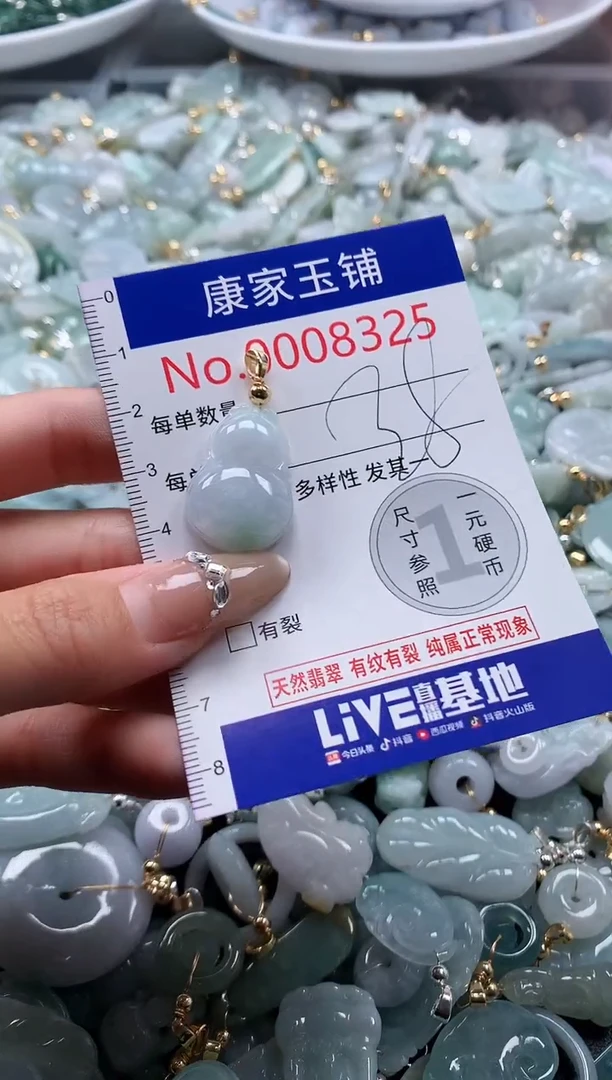 康家玉铺
No.0008325
0
1
2
3
4
7
8
每单数量
38
每
多样性 发其一
尺寸参照
1
一元硬币
有裂
天然翡翠 有纹有裂 纯属正常现象
LiVE直播基地
今日头条 抖音 西瓜视频 抖音火山版